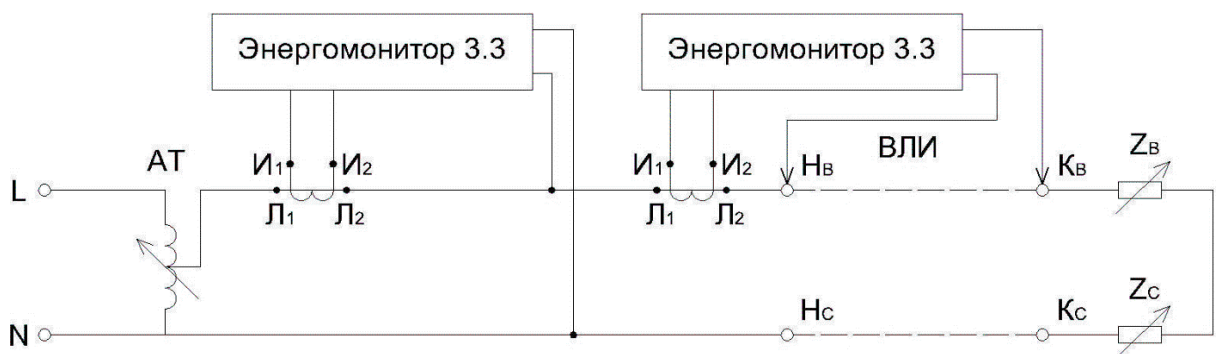 Энергомонитор 3.3
Энергомонитор 3.3
АТ
И1
И2
И1
И2
НВ
ВЛИ
КВ
ZВ
L
Л1
Л2
Л1
Л2
N
НС
КС
ZС